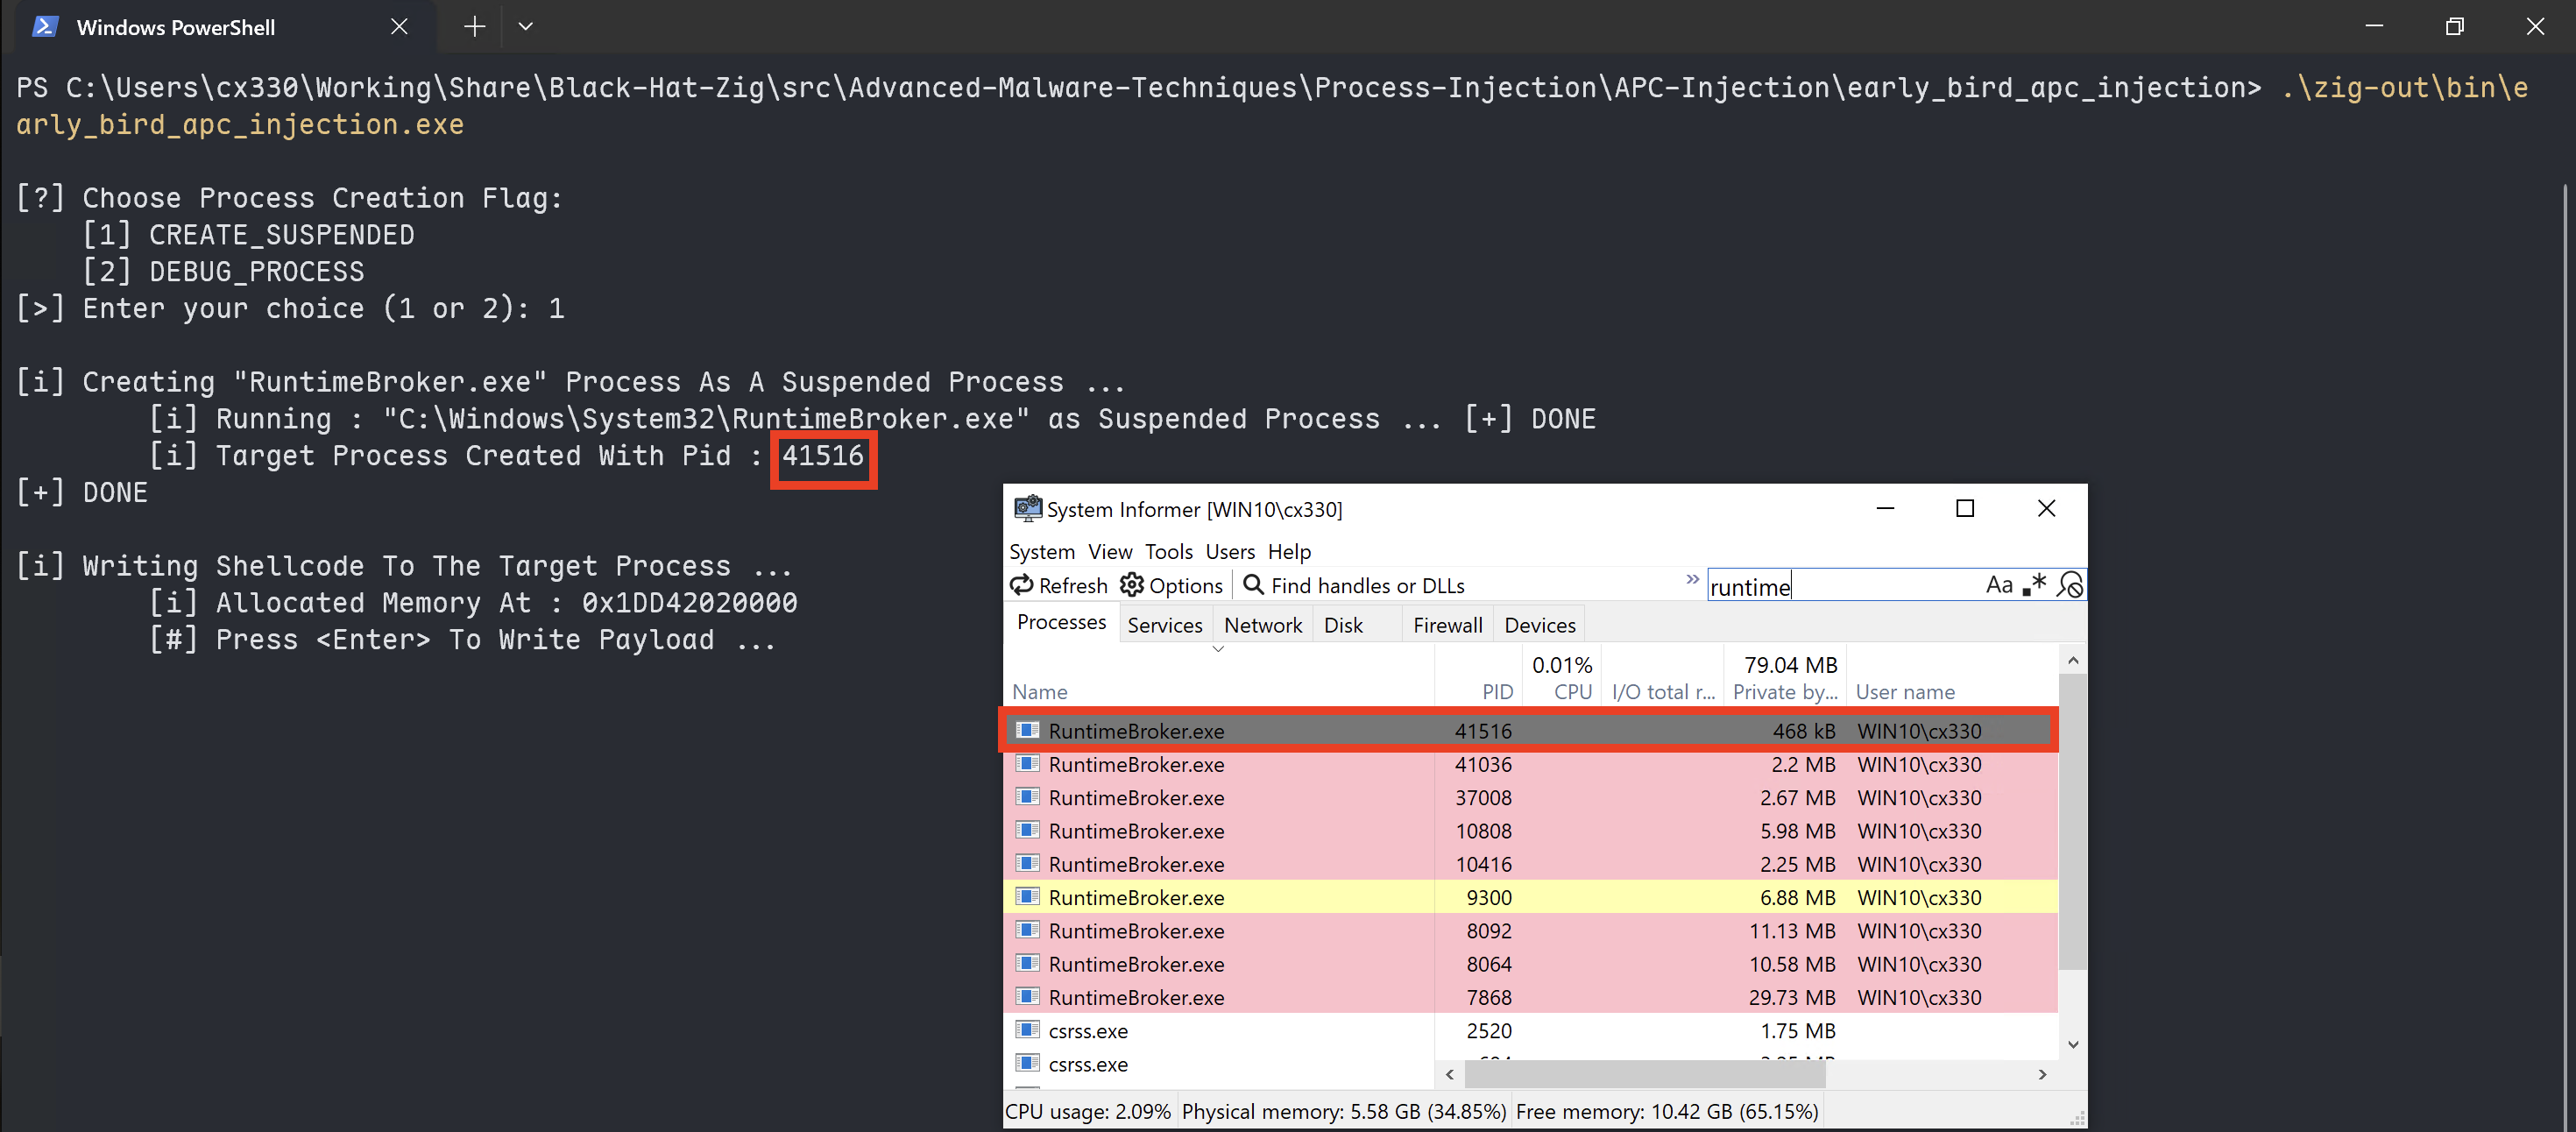 Windows PowerShell
PS C:\Users\cx330\Working\Share\Black-Hat-Zig\src\Advanced-Malware-Techniques\Process-Injection\APC-Injection\early_bird_apc_injection> .\zig-out\bin\e
arly_bird_apc_injection.exe
[?] Choose Process Creation Flag:
[1] CREATE_SUSPENDED
[2] DEBUG_PROCESS
[>] Enter your choice (1 or 2): 1
[i] Creating "RuntimeBroker.exe" Process As A Suspended Process ...
[i] Running : "C:\Windows\System32\RuntimeBroker.exe" as Suspended Process ... [+] DONE
[i] Target Process Created With Pid : 41516
[+] DONE
[i] Writing Shellcode To The Target Process ...
[i] Allocated Memory At : 0x1DD42020000
[#] Press <Enter> To Write Payload ...
System Informer [WIN10\cx330]
System View Tools Users Help
Refresh Options Find handles or DLLs » runtime Aa .*
Processes Services Network Disk Firewall Devices
0.01% 79.04 MB
Name PID CPU I/O total r... Private by... User name
RuntimeBroker.exe 41516 468 kB WIN10\cx330
RuntimeBroker.exe 41036 2.2 MB WIN10\cx330
RuntimeBroker.exe 37008 2.67 MB WIN10\cx330
RuntimeBroker.exe 10808 5.98 MB WIN10\cx330
RuntimeBroker.exe 10416 2.25 MB WIN10\cx330
RuntimeBroker.exe 9300 6.88 MB WIN10\cx330
RuntimeBroker.exe 8092 11.13 MB WIN10\cx330
RuntimeBroker.exe 8064 10.58 MB WIN10\cx330
RuntimeBroker.exe 7868 29.73 MB WIN10\cx330
csrss.exe 2520 1.75 MB
csrss.exe
CPU usage: 2.09% Physical memory: 5.58 GB (34.85%) Free memory: 10.42 GB (65.15%)